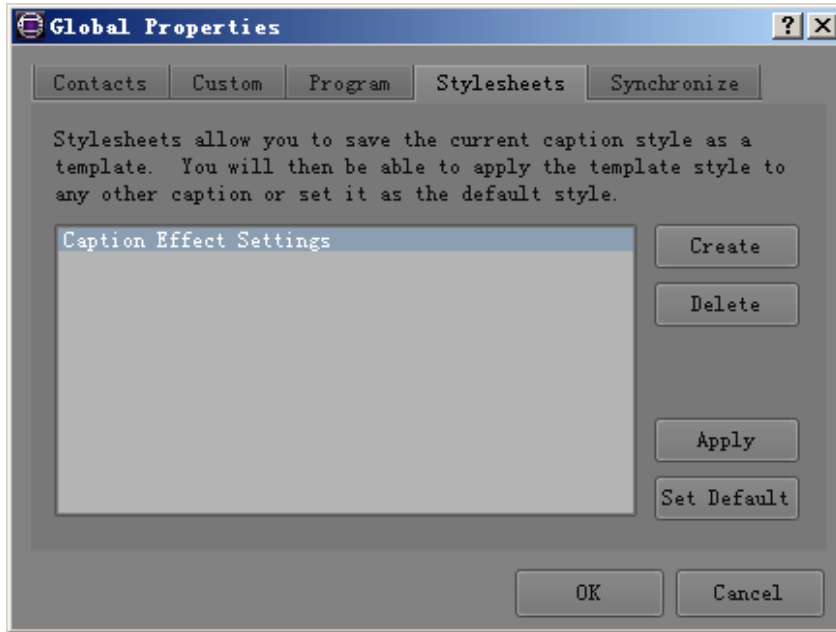 Global Properties
Contacts Custom Program Stylesheets Synchronize
Stylesheets allow you to save the current caption style as a
template. You will then be able to apply the template style to
any other caption or set it as the default style.
Caption Effect Settings
Create
Delete
Apply
Set Default
OK Cancel